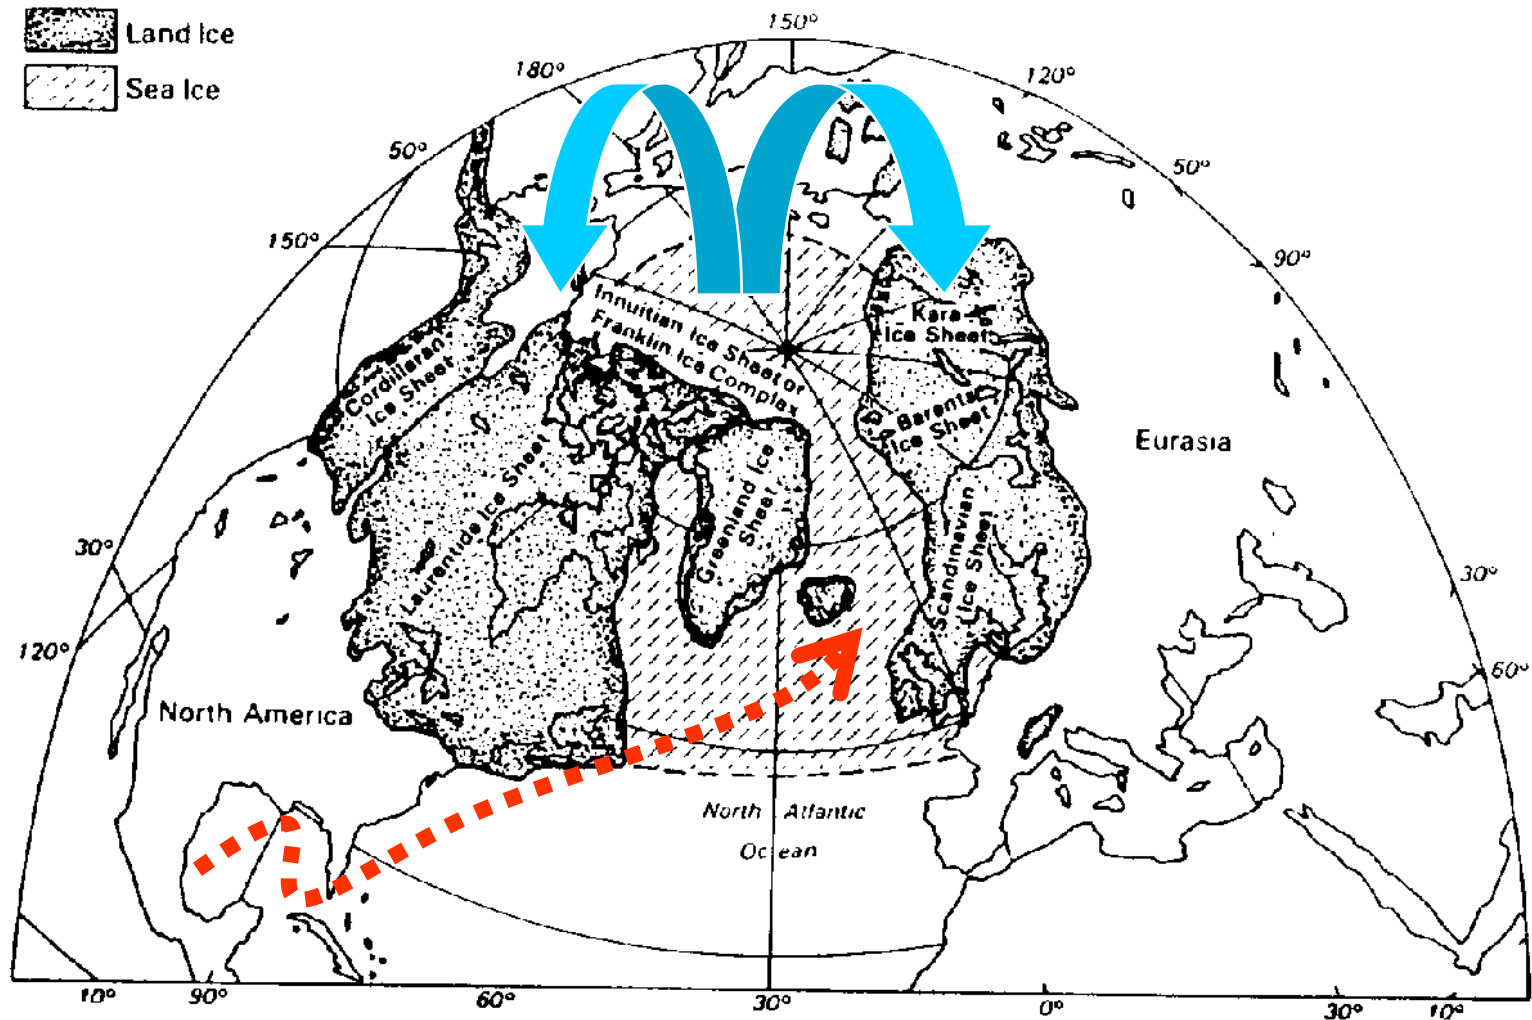 Land Ice
Sea Ice
150°
180°
120°
50°
50°
150°
90°
Innuitian Ice Sheet or
Franklin Ice Complex
Kara
Ice Sheet
Cordilleran
Ice Sheet
Barents
Ice Sheet
Eurasia
Laurentide Ice Sheet
Greenland Ice
Sheet
Scandinavian
Ice Sheet
30°
30°
120°
60°
North America
North Atlantic
Ocean
10°
90°
60°
30°
0°
30°
10°